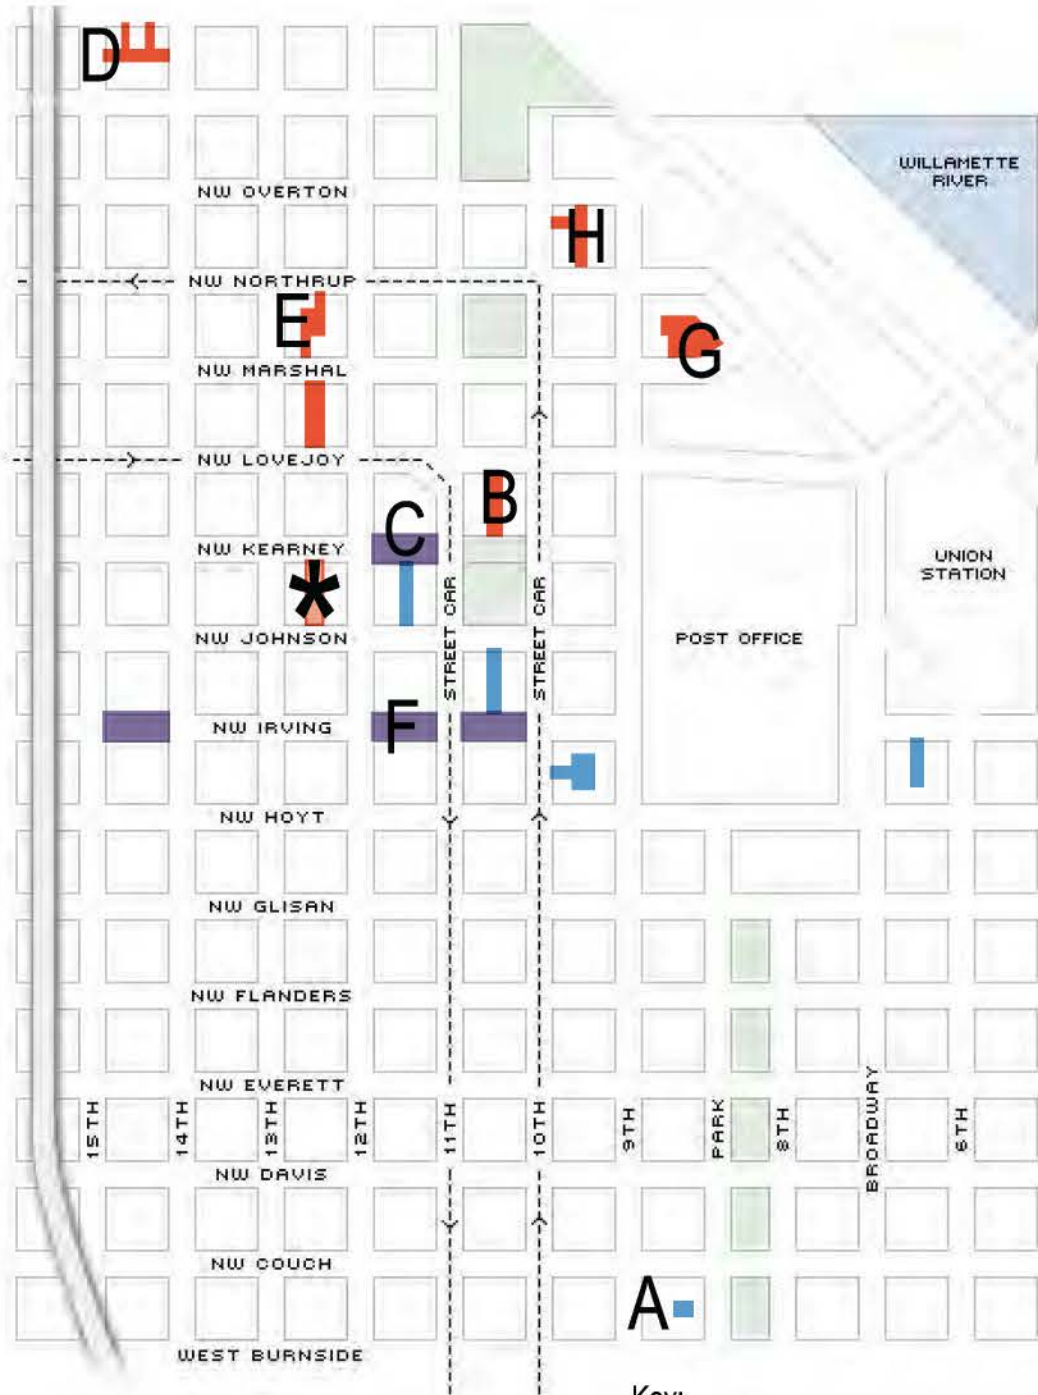 D
WILLAMETTE
RIVER
NW OVERTON
H
NW NORTHRUP
E
G
NW MARSHAL
NW LOVEJOY
B
C
NW KEARNEY
UNION
STATION
*
STREET CAR
STREET CAR
NW JOHNSON
POST OFFICE
F
NW IRVING
NW HOYT
NW GLISAN
NW FLANDERS
NW EVERETT
15TH
14TH
13TH
12TH
11TH
10TH
9TH
PARK
8TH
BROADWAY
6TH
NW DAVIS
NW COUCH
A
WEST BURNSIDE
Key: